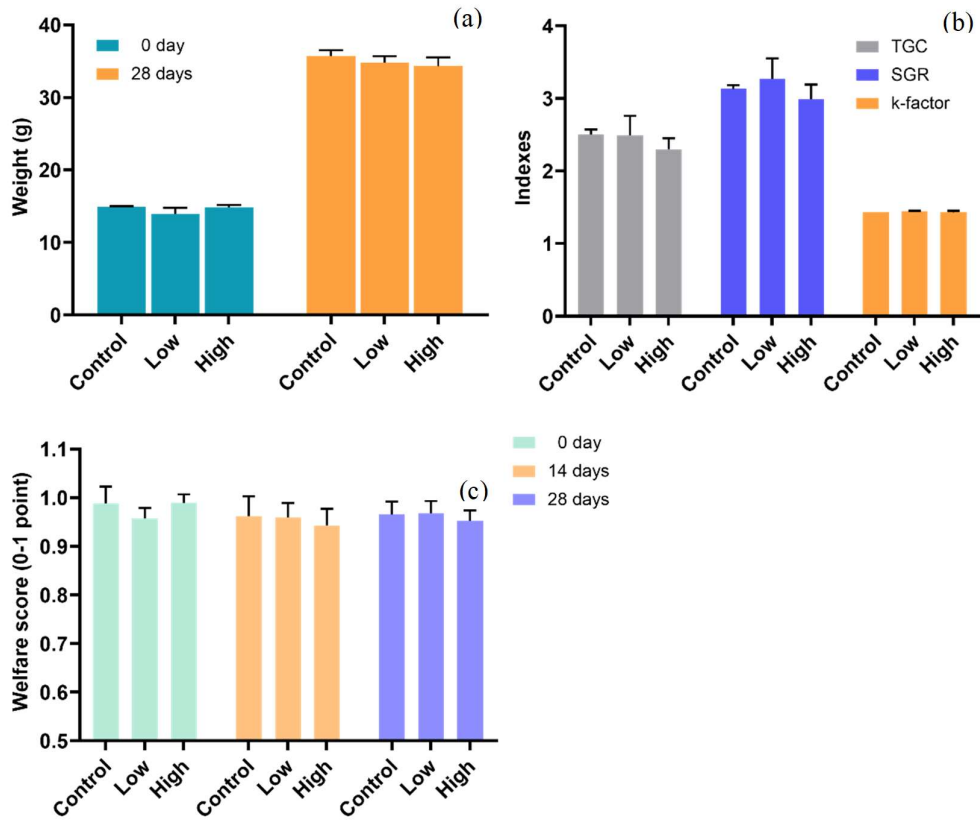 (a)
0 day
28 days
Weight (g)
40
30
20
10
0
Control
Low
High
Control
Low
High
(b)
TGC
SGR
k-factor
Indexes
4
3
2
1
0
Control
Low
High
Control
Low
High
Control
Low
High
(c)
0 day
14 days
28 days
Welfare score (0-1 point)
1.1
1.0
0.9
0.8
0.7
0.6
0.5
Control
Low
High
Control
Low
High
Control
Low
High